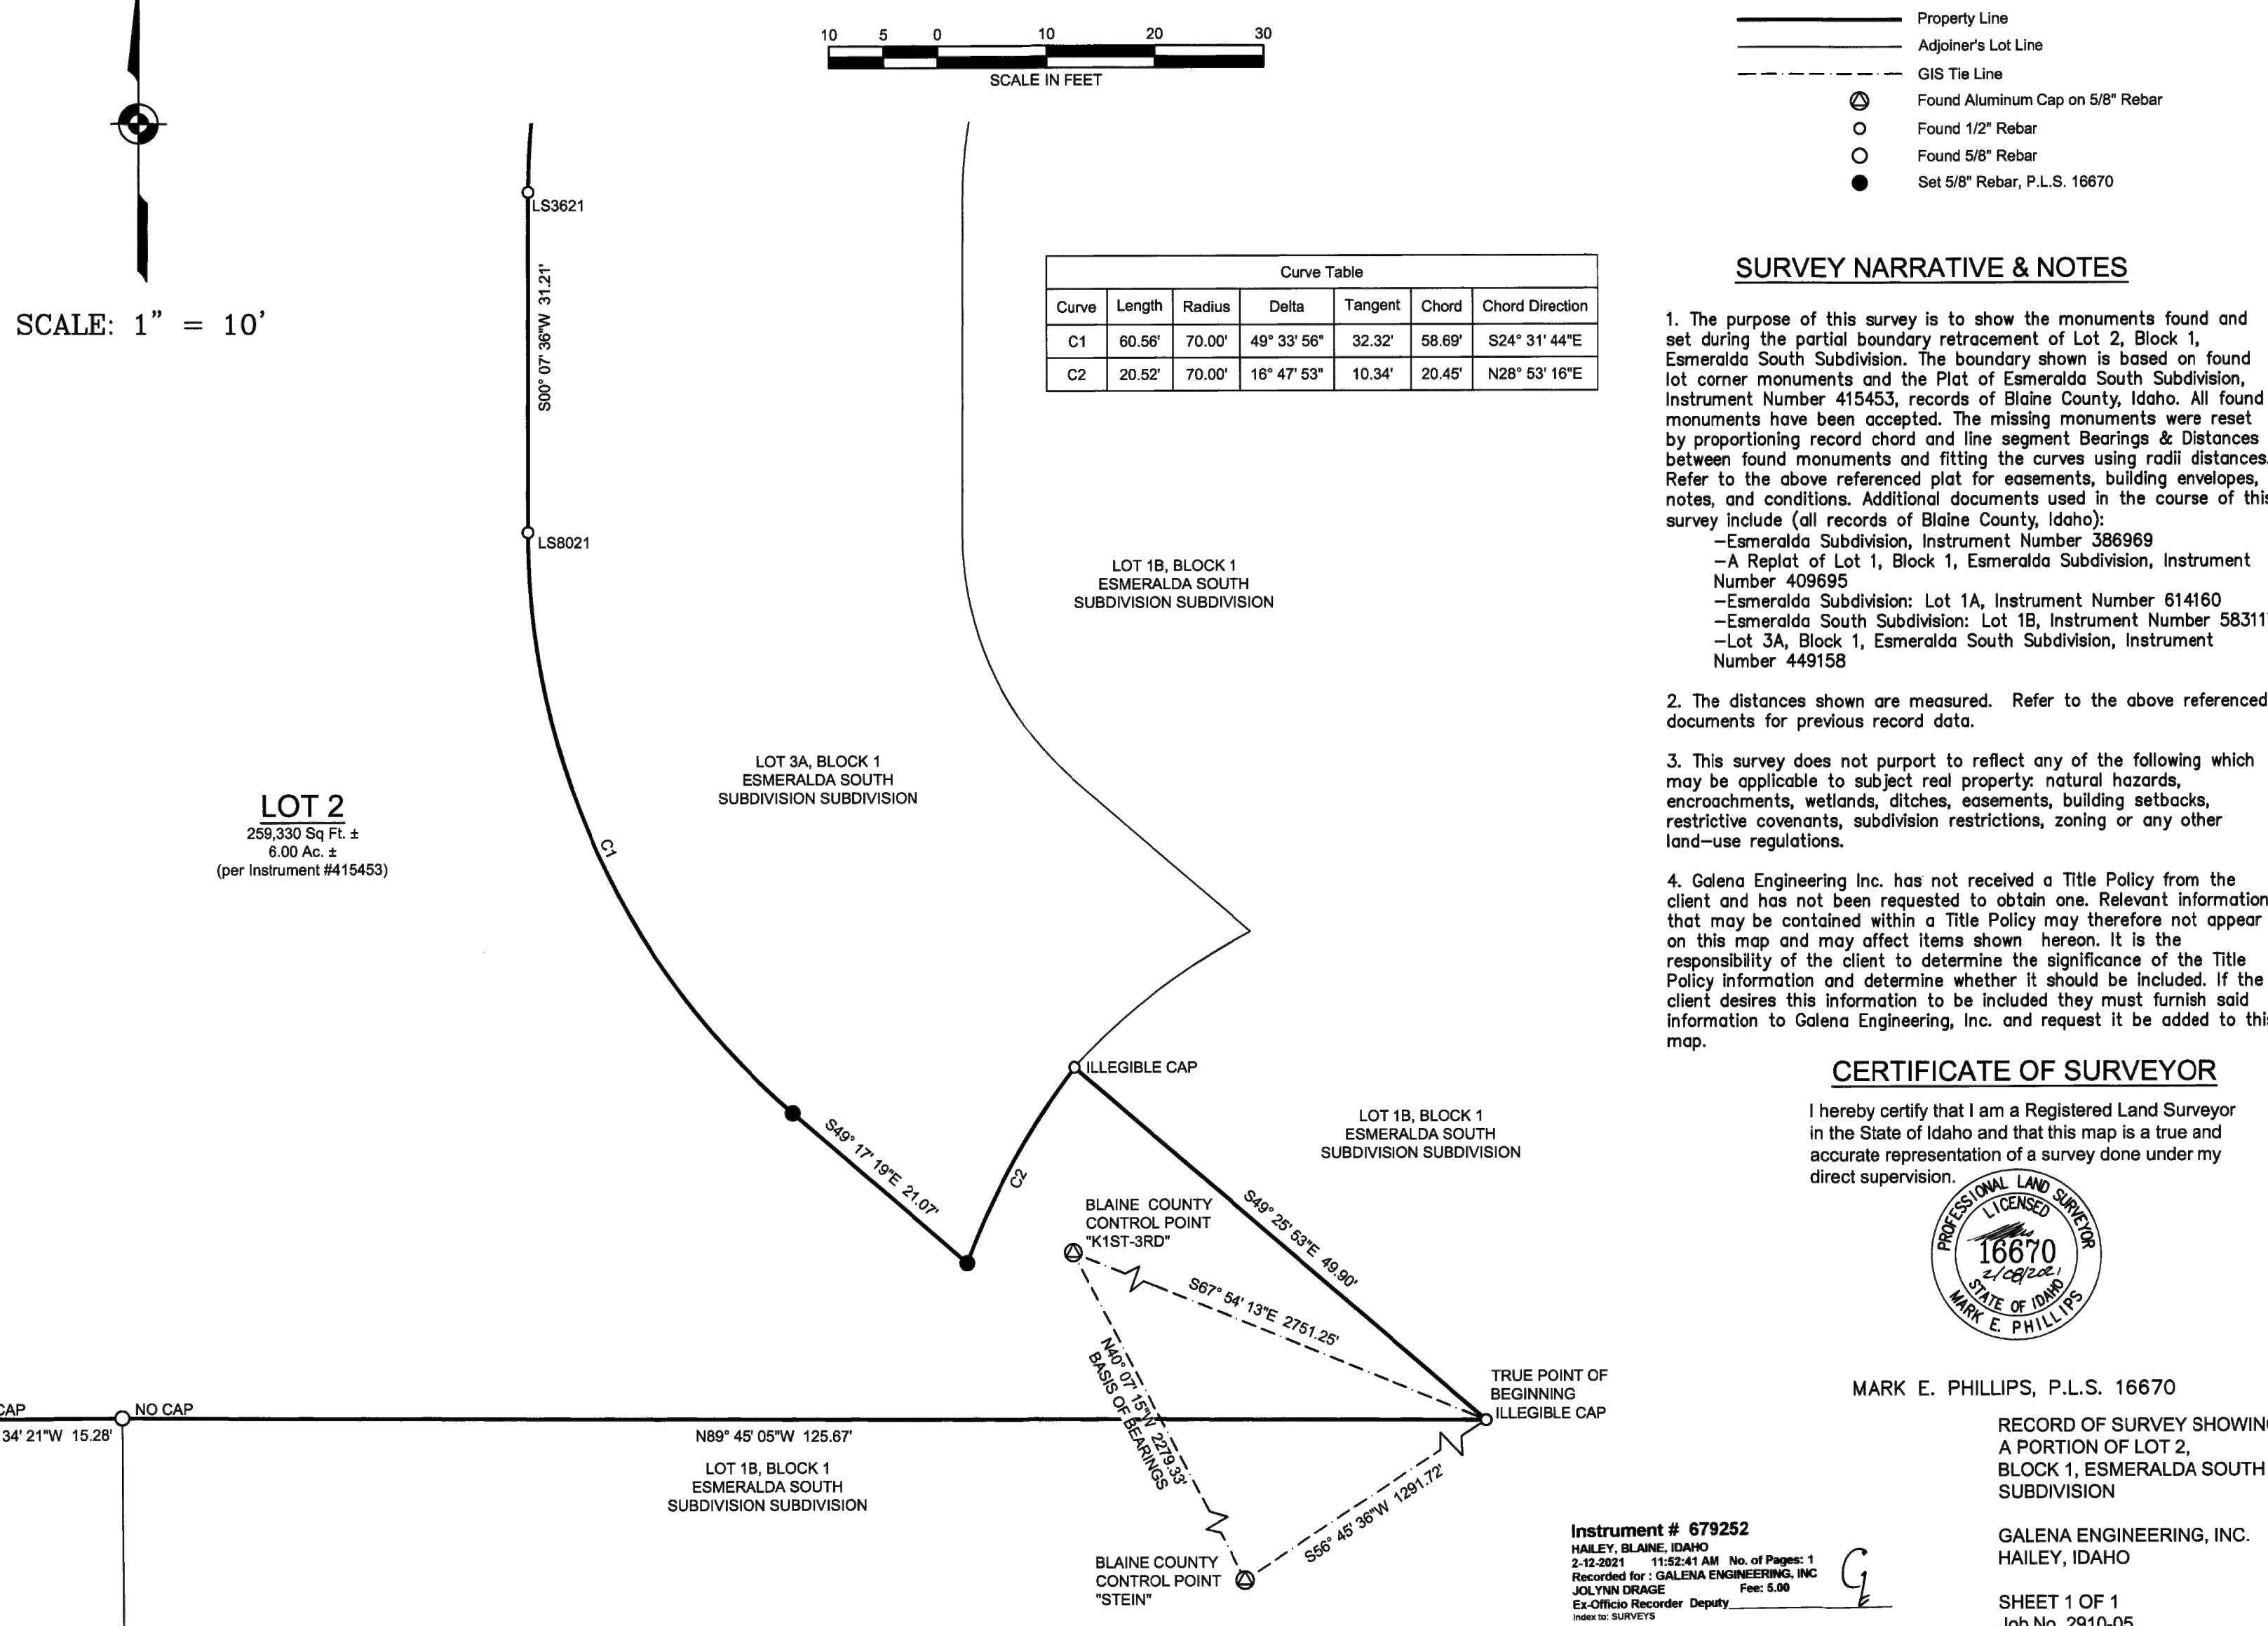 10 5 0 10 20 30
SCALE IN FEET
SCALE: 1" = 10'
Property Line
Adjoiner's Lot Line
GIS Tie Line
Found Aluminum Cap on 5/8" Rebar
Found 1/2" Rebar
Found 5/8" Rebar
Set 5/8" Rebar, P.L.S. 16670
LS3621
S00° 07' 36"W 31.21'
LS8021
Curve Table
Curve Length Radius Delta Tangent Chord Chord Direction
C1 60.56' 70.00' 49° 33' 56" 32.32' 58.69' S24° 31' 44"E
C2 20.52' 70.00' 16° 47' 53" 10.34' 20.45' N28° 53' 16"E
LOT 1B, BLOCK 1
ESMERALDA SOUTH
SUBDIVISION SUBDIVISION
LOT 3A, BLOCK 1
ESMERALDA SOUTH
SUBDIVISION SUBDIVISION
LOT 2
259,330 Sq Ft. ±
6.00 Ac. ±
(per Instrument #415453)
C1
ILLEGIBLE CAP
S49° 17' 19"E 21.07'
C2
LOT 1B, BLOCK 1
ESMERALDA SOUTH
SUBDIVISION SUBDIVISION
BLAINE COUNTY
CONTROL POINT
"K1ST-3RD"
S49° 25' 53"E 49.90'
S67° 54' 13"E 2751.25'
N40° 07' 15"W 2279.33'
BASIS OF BEARINGS
TRUE POINT OF
BEGINNING
ILLEGIBLE CAP
CAP
NO CAP
34' 21"W 15.28'
N89° 45' 05"W 125.67'
LOT 1B, BLOCK 1
ESMERALDA SOUTH
SUBDIVISION SUBDIVISION
S56° 45' 36"W 1291.72'
BLAINE COUNTY
CONTROL POINT
"STEIN"
SURVEY NARRATIVE & NOTES
1. The purpose of this survey is to show the monuments found and
set during the partial boundary retracement of Lot 2, Block 1,
Esmeralda South Subdivision. The boundary shown is based on found
lot corner monuments and the Plat of Esmeralda South Subdivision,
Instrument Number 415453, records of Blaine County, Idaho. All found
monuments have been accepted. The missing monuments were reset
by proportioning record chord and line segment Bearings & Distances
between found monuments and fitting the curves using radii distances.
Refer to the above referenced plat for easements, building envelopes,
notes, and conditions. Additional documents used in the course of this
survey include (all records of Blaine County, Idaho):
-Esmeralda Subdivision, Instrument Number 386969
-A Replat of Lot 1, Block 1, Esmeralda Subdivision, Instrument
Number 409695
-Esmeralda Subdivision: Lot 1A, Instrument Number 614160
-Esmeralda South Subdivision: Lot 1B, Instrument Number
-Lot 3A, Block 1, Esmeralda South Subdivision, Instrument
Number 449158
2. The distances shown are measured. Refer to the above referenced
documents for previous record data.
3. This survey does not purport to reflect any of the following which
may be applicable to subject real property: natural hazards,
encroachments, wetlands, ditches, easements, building setbacks,
restrictive covenants, subdivision restrictions, zoning or any other
land-use regulations.
4. Galena Engineering Inc. has not received a Title Policy from the
client and has not been requested to obtain one. Relevant information
that may be contained within a Title Policy may therefore not appear
on this map and may affect items shown hereon. It is the
responsibility of the client to determine the significance of the Title
Policy information and determine whether it should be included. If the
client desires this information to be included they must furnish said
information to Galena Engineering, Inc. and request it be added to this
map.
CERTIFICATE OF SURVEYOR
I hereby certify that I am a Registered Land Surveyor
in the State of Idaho and that this map is a true and
accurate representation of a survey done under my
direct supervision.
PROFESSIONAL LAND SURVEYOR
LICENSED
16670
2/08/2021
STATE OF IDAHO
MARK E. PHILLIPS
MARK E. PHILLIPS, P.L.S. 16670
RECORD OF SURVEY SHOWING
A PORTION OF LOT 2,
BLOCK 1, ESMERALDA SOUTH
SUBDIVISION
GALENA ENGINEERING, INC.
HAILEY, IDAHO
SHEET 1 OF 1
Job No. 2910-05
Instrument # 679252
HAILEY, BLAINE, IDAHO
2-12-2021 11:52:41 AM No. of Pages: 1
Recorded for : GALENA ENGINEERING, INC
JOLYNN DRAGE Fee: 5.00
Ex-Officio Recorder Deputy
Index to: SURVEYS